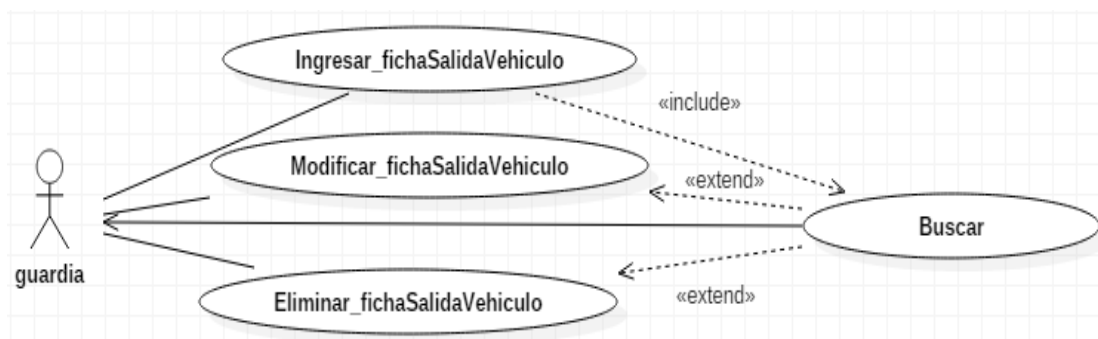 Ingresar_fichaSalidaVehiculo
«include»
Modificar_fichaSalidaVehiculo
«extend»
Buscar
guardia
Eliminar_fichaSalidaVehiculo
«extend»